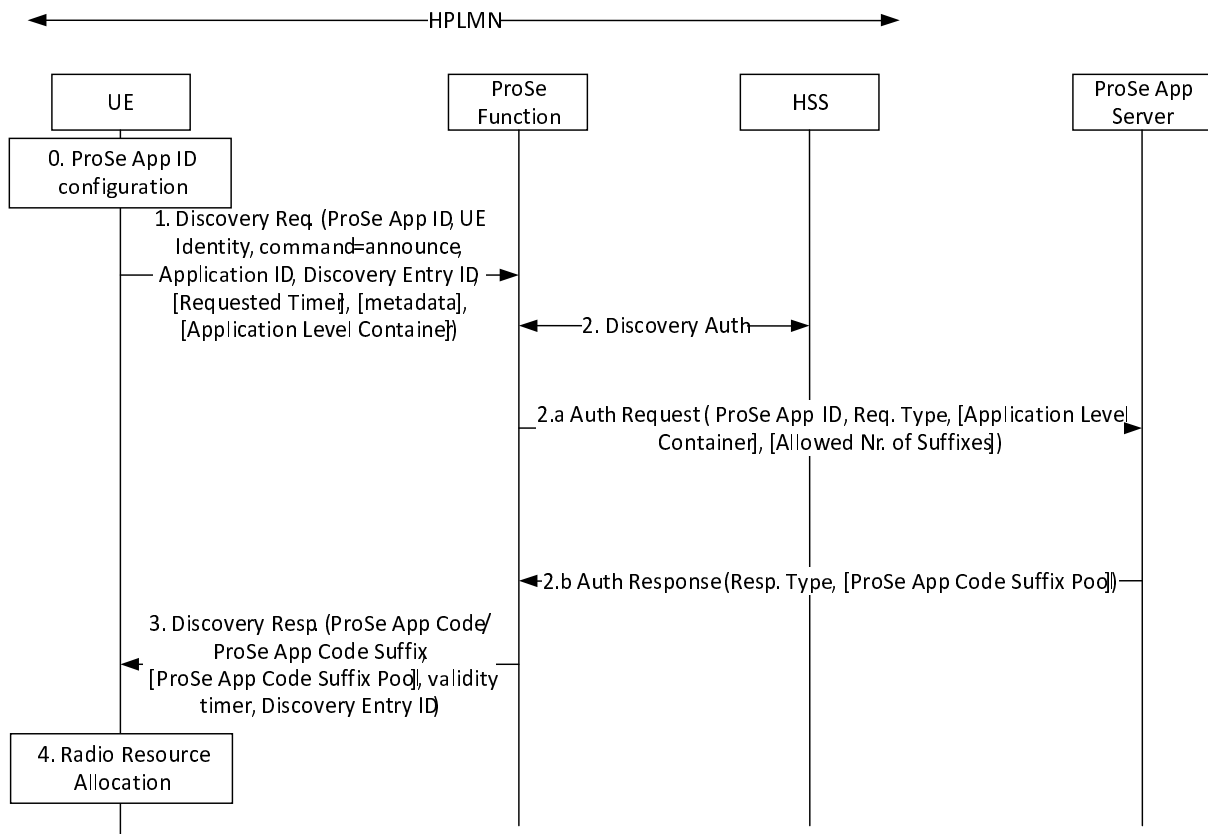 HPLMN
UE
ProSe
Function
HSS
ProSe App
Server
0. ProSe App ID
configuration
1. Discovery Req. (ProSe App ID, UE
Identity, command=announce,
Application ID, Discovery Entry ID,
[Requested Timer], [metadata],
[Application Level Container])
2. Discovery Auth
2.a Auth Request ( ProSe App ID, Req. Type, [Application Level
Container], [Allowed Nr. of Suffixes])
2.b Auth Response (Resp. Type, [ProSe App Code Suffix Pool])
3. Discovery Resp. (ProSe App Code/
ProSe App Code Suffix,
[ProSe App Code Suffix Pool], validity
timer, Discovery Entry ID)
4. Radio Resource
Allocation